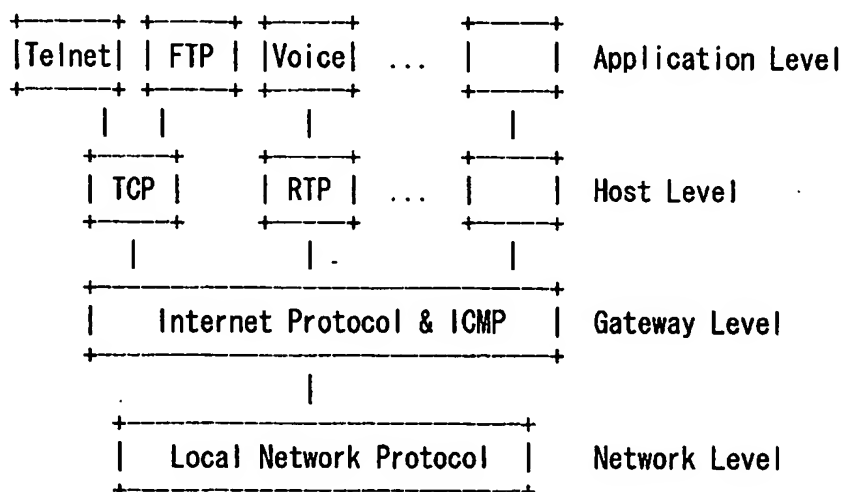 Telnet FTP Voice ... Application Level
TCP RTP ... Host Level
Internet Protocol & ICMP Gateway Level
Local Network Protocol Network Level